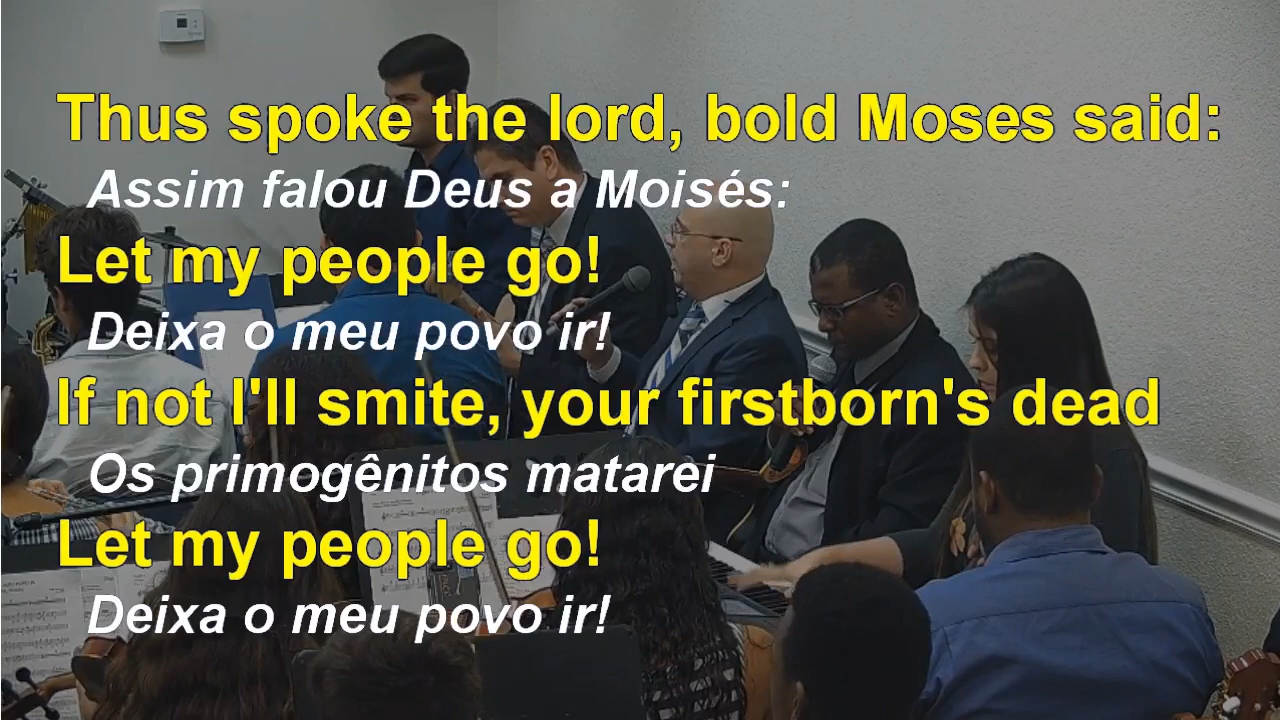 Thus spoke the lord, bold Moses said:
Assim falou Deus a Moisés:
Let my people go!
Deixa o meu povo ir!
If not I'll smite, your firstborn's dead
Os primogênitos matarei
Let my people go!
Deixa o meu povo ir!